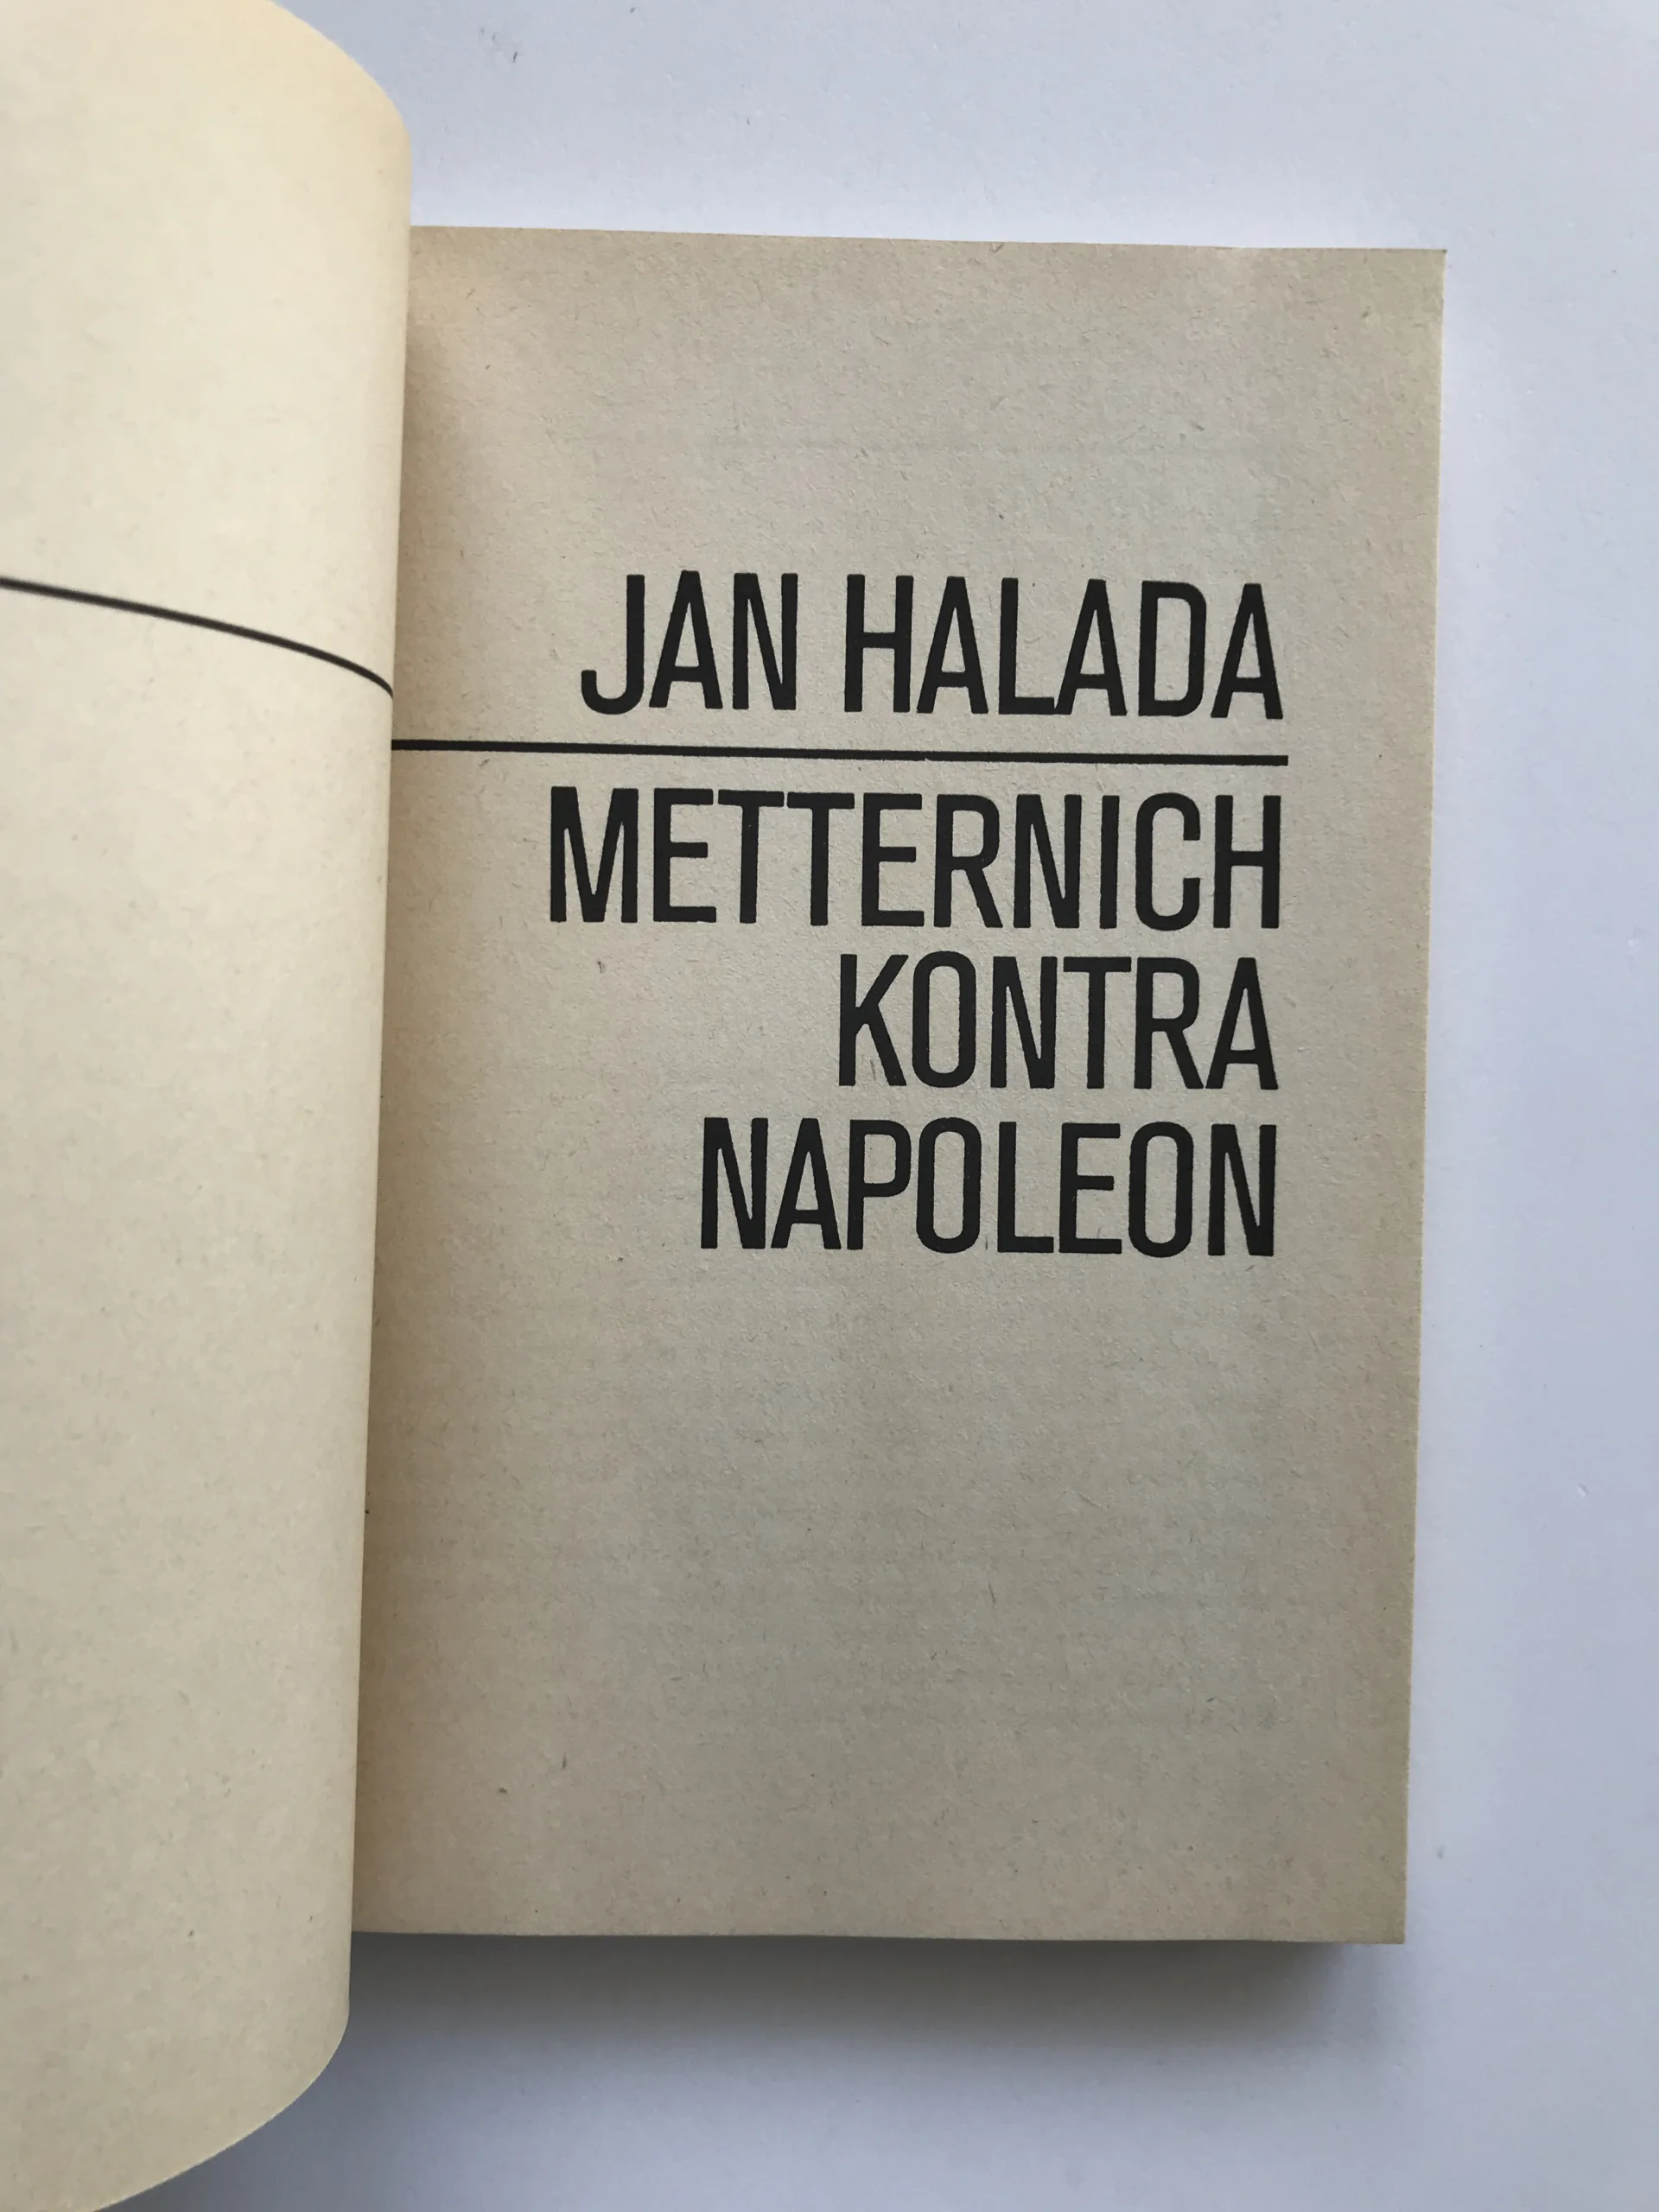 JAN HALADA
METTERNICH
KONTRA
NAPOLEON